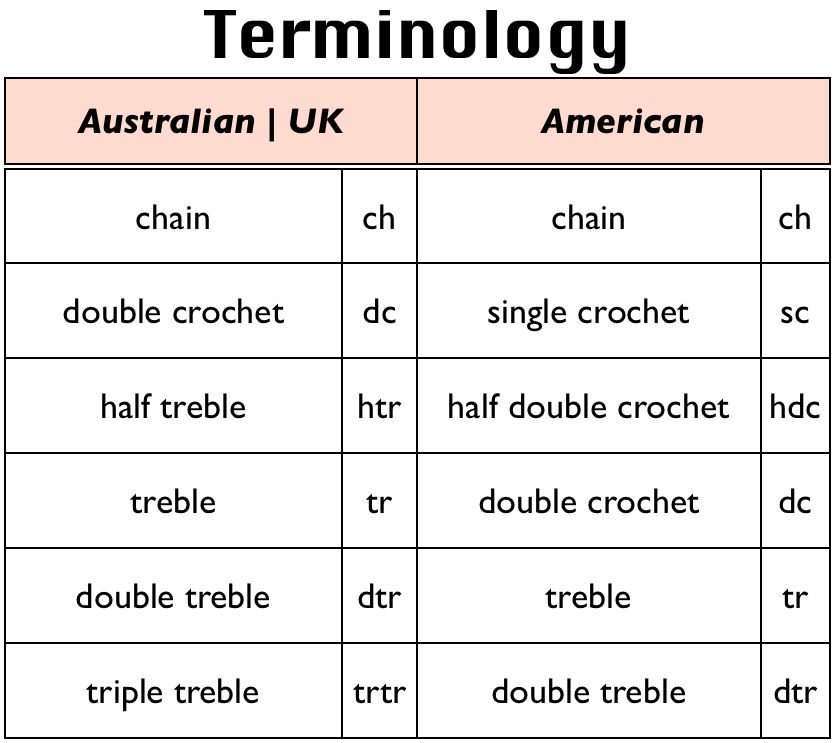 Terminology
Australian | UK American
chain ch chain ch
double crochet dc single crochet sc
half treble htr half double crochet hdc
treble tr double crochet dc
double treble dtr treble tr
triple treble trtr double treble dtr